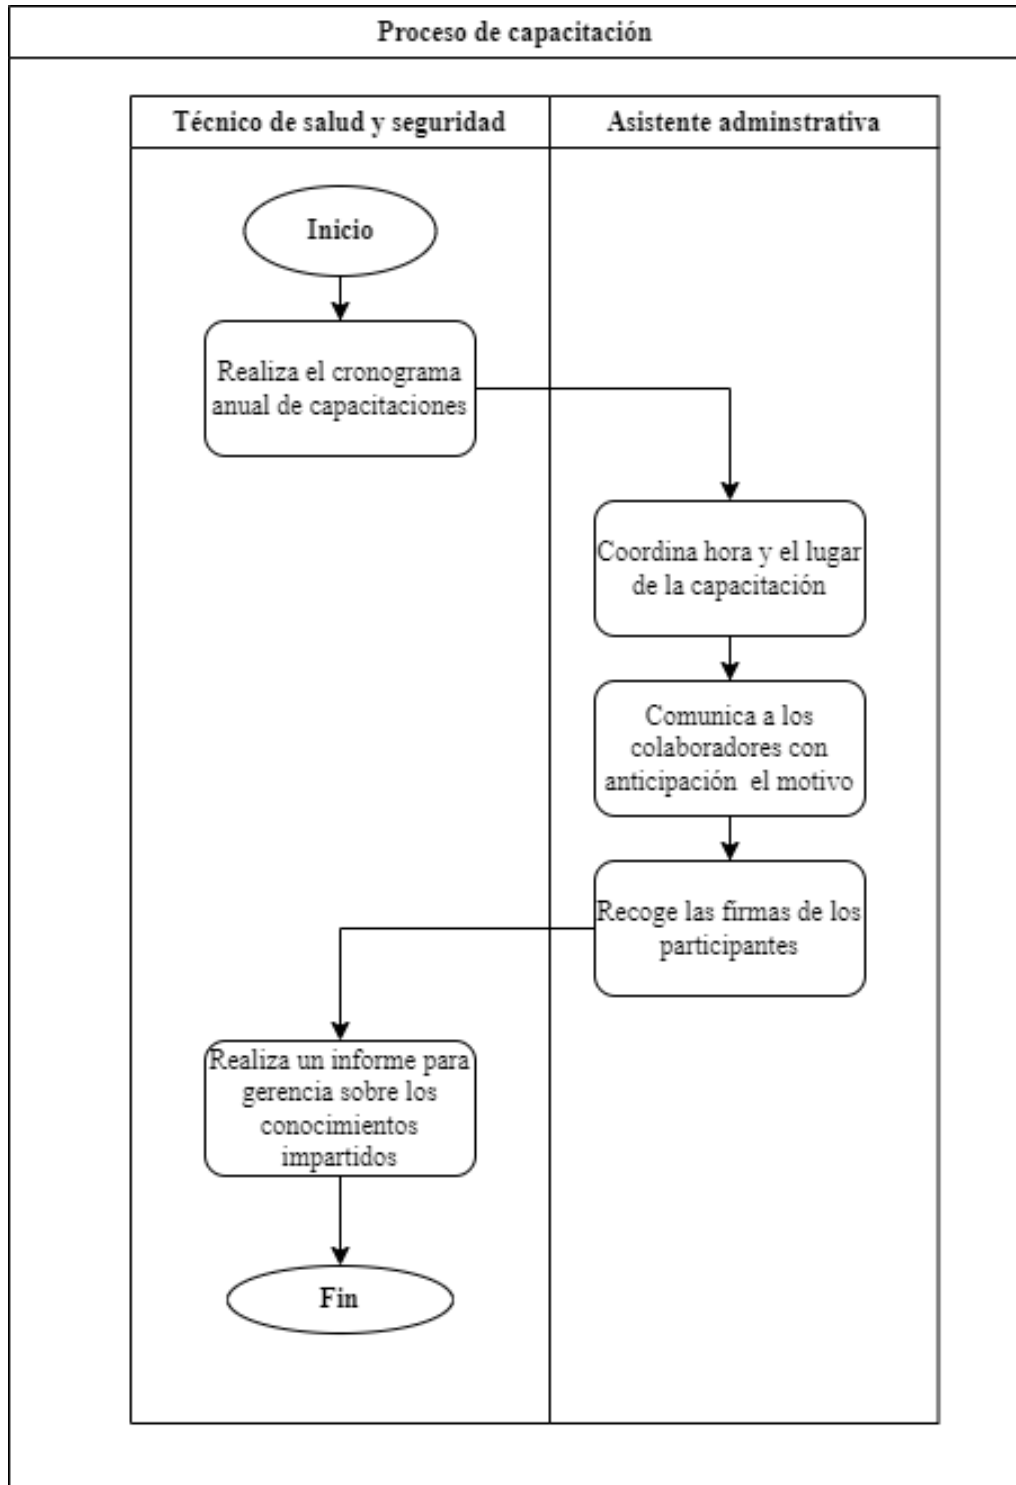 Proceso de capacitación
Técnico de salud y seguridad
Asistente adminstrativa
Inicio
Realiza el cronograma
anual de capacitaciones
Coordina hora y el lugar
de la capacitación
Comunica a los
colaboradores con
anticipación el motivo
Recoge las firmas de los
participantes
Realiza un informe para
gerencia sobre los
conocimientos
impartidos
Fin